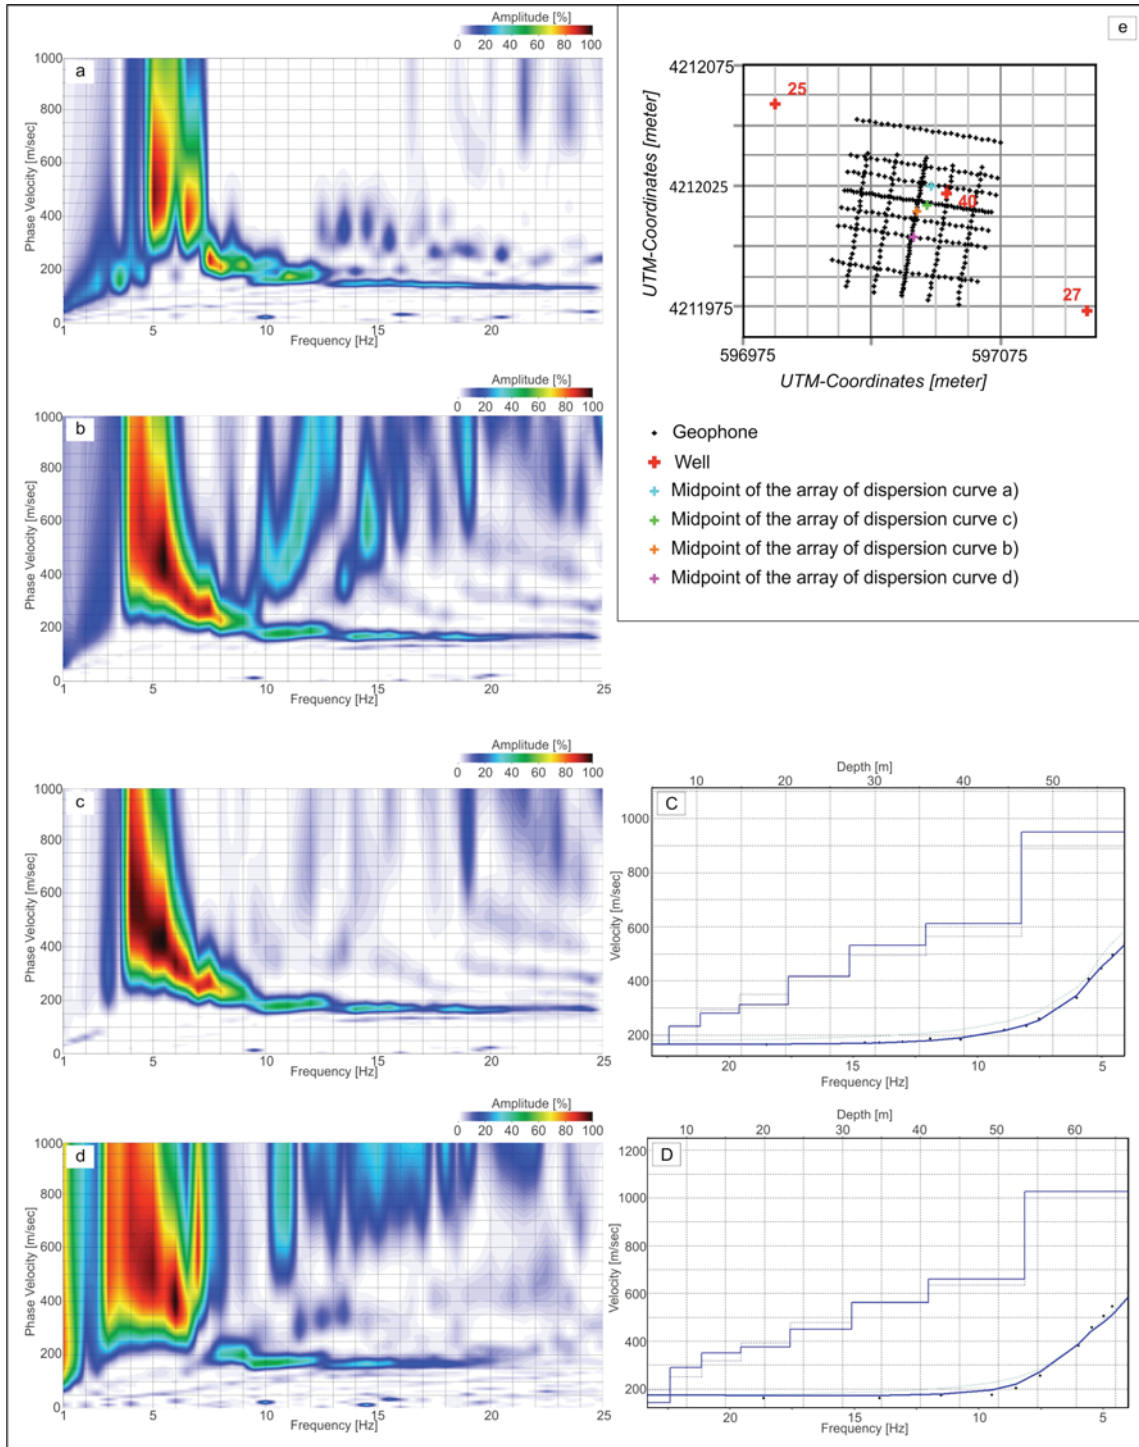 Amplitude [%]
0 20 40 60 80 100
a
1000
800
600
400
200
0
Phase Velocity [m/sec]
1 5 10 15 20
Frequency [Hz]
Amplitude [%]
0 20 40 60 80 100
b
1000
800
600
400
200
0
Phase Velocity [m/sec]
1 5 10 15 20 25
Frequency [Hz]
Amplitude [%]
0 20 40 60 80 100
c
1000
800
600
400
200
0
Phase Velocity [m/sec]
1 5 10 15 20 25
Frequency [Hz]
Amplitude [%]
0 20 40 60 80 100
d
1000
800
600
400
200
0
Phase Velocity [m/sec]
1 5 10 15 20 25
Frequency [Hz]
e
4212075
4212025
4211975
UTM-Coordinates [meter]
25
40
27
596975 597075
UTM-Coordinates [meter]
Geophone
Well
Midpoint of the array of dispersion curve a)
Midpoint of the array of dispersion curve c)
Midpoint of the array of dispersion curve b)
Midpoint of the array of dispersion curve d)
Depth [m]
10 20 30 40 50
C
1000
800
600
400
200
Velocity [m/sec]
20 15 10 5
Frequency [Hz]
Depth [m]
10 20 30 40 50 60
D
1200
1000
800
600
400
200
Velocity [m/sec]
20 15 10 5
Frequency [Hz]